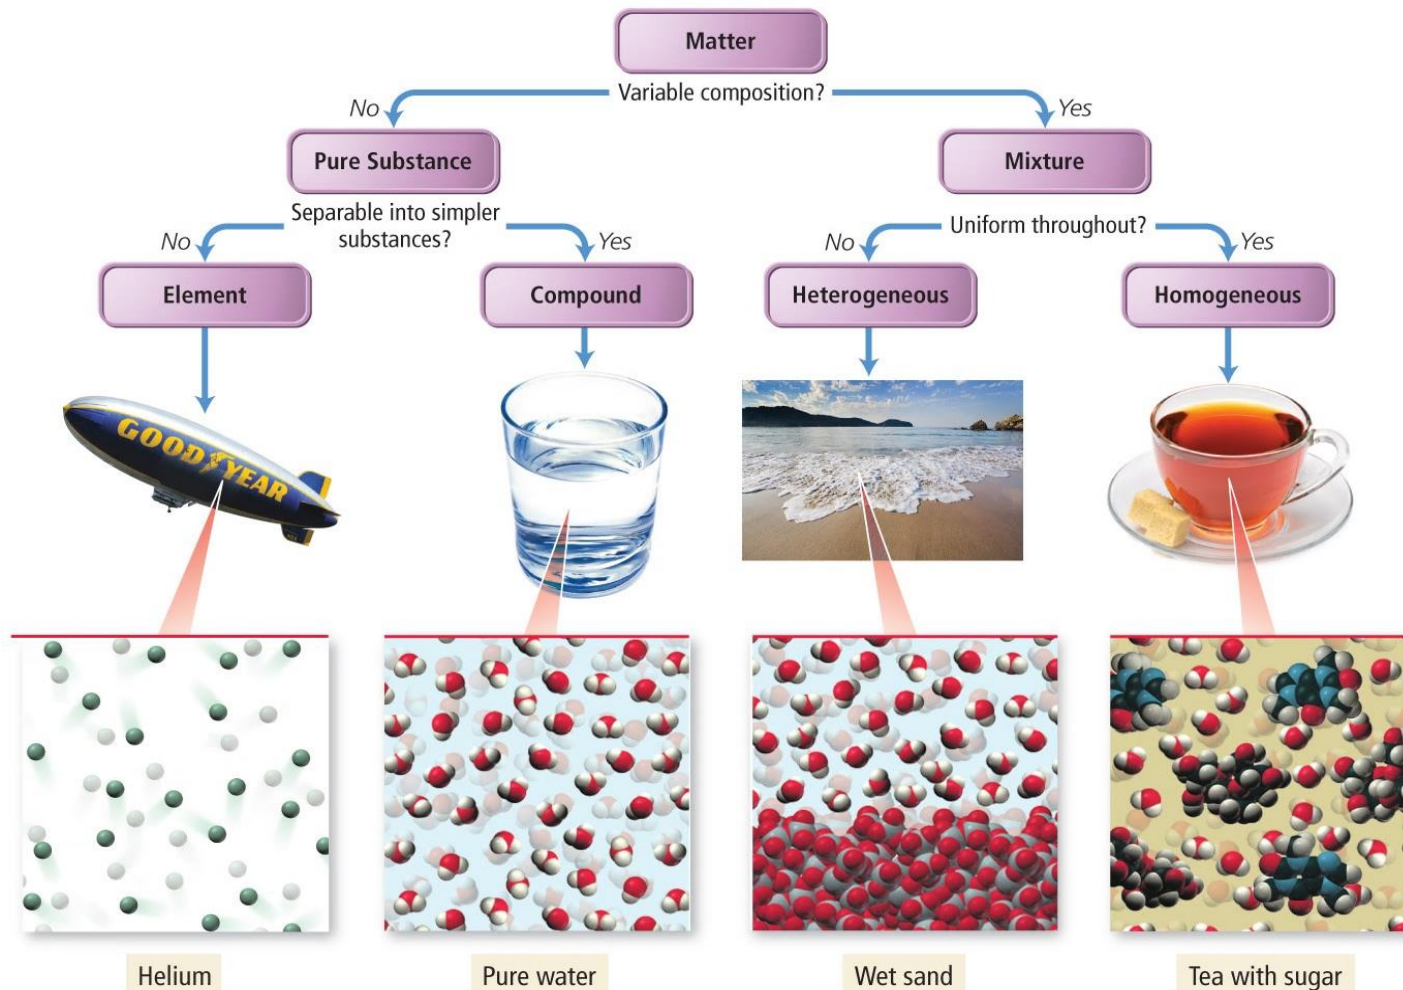 Matter
Variable composition?
No
Yes
Pure Substance
Mixture
Separable into simpler
substances?
No
Yes
Uniform throughout?
No
Yes
Element
Compound
Heterogeneous
Homogeneous
GOODYEAR
Helium
Pure water
Wet sand
Tea with sugar